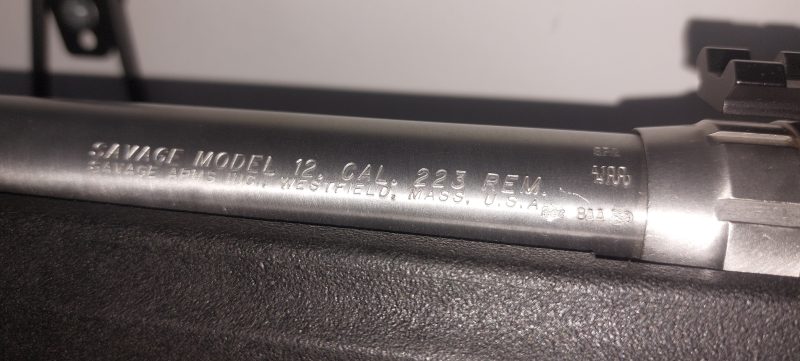 SAVAGE MODEL 12. CAL. 223 REM.
SAVAGE ARMS INC. WESTFIELD, MASS. U.S.A.